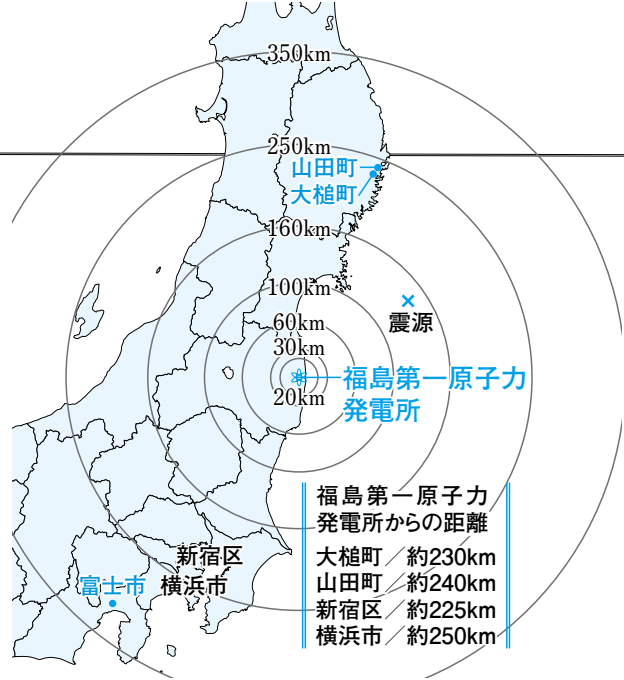 350km
250km
山田町
大槌町
160km
100km
震源
60km
30km
福島第一原子力
発電所
20km
福島第一原子力
発電所からの距離
大槌町／約230km
山田町／約240km
新宿区／約225km
横浜市／約250km
新宿区
富士市
横浜市